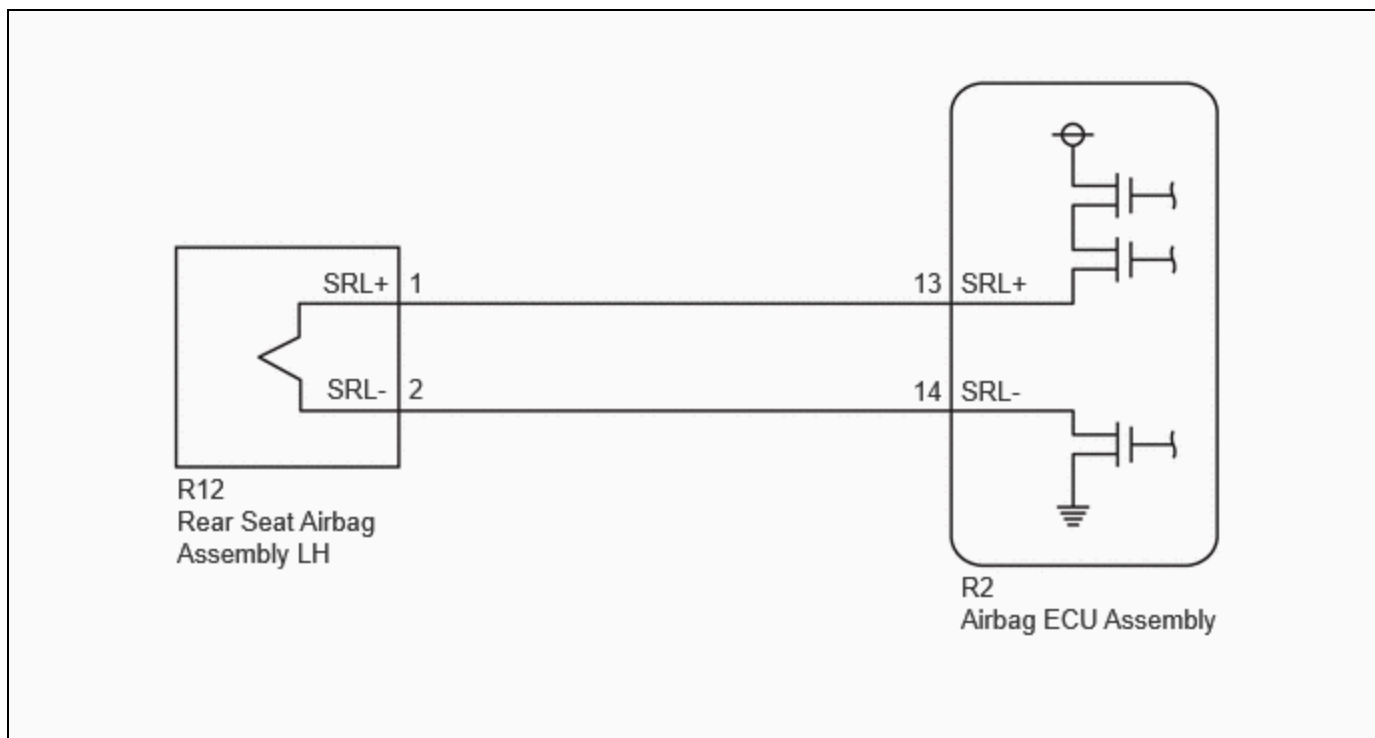 SRL+ 1
13 SRL+
SRL- 2
14 SRL-
R12
Rear Seat Airbag
Assembly LH
R2
Airbag ECU Assembly